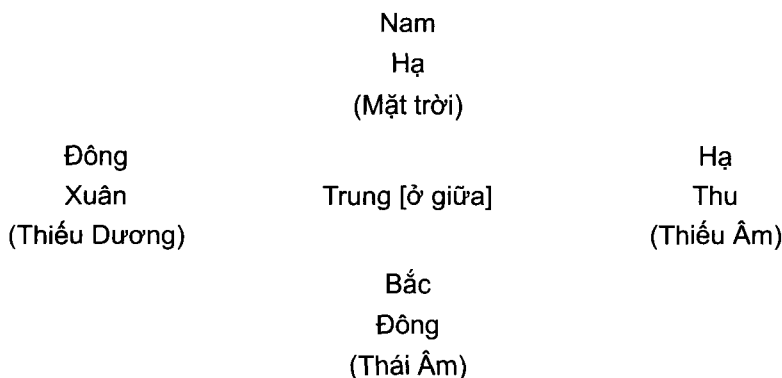 Nam
Hạ
(Mặt trời)
Đông Hạ
Xuân Trung [ở giữa] Thu
(Thiếu Dương) (Thiếu Âm)
Bắc
Đông
(Thái Âm)